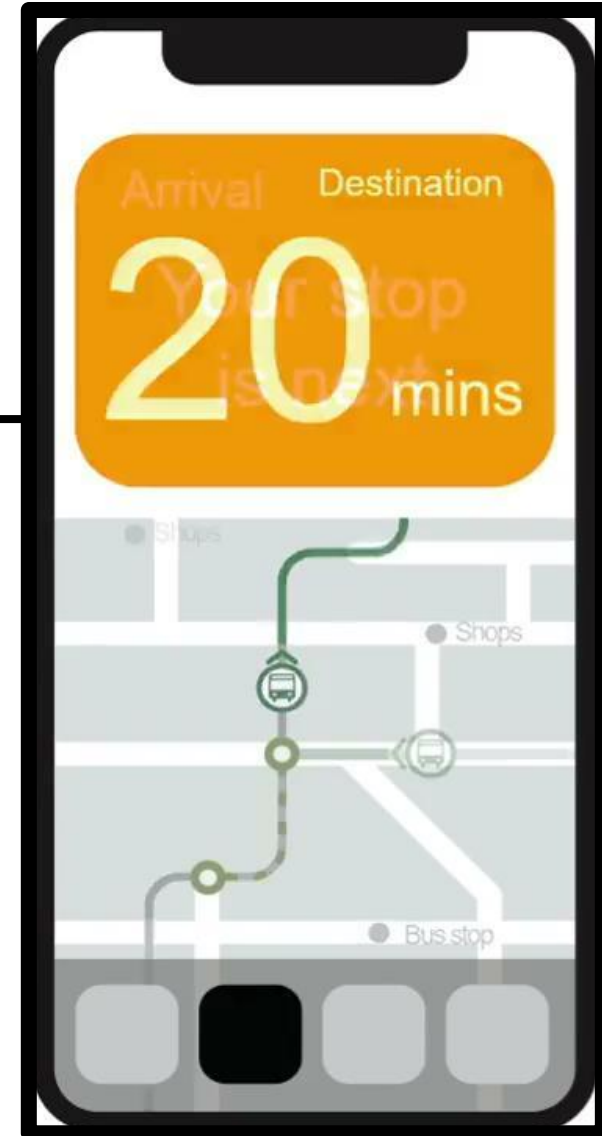 Arrival Destination
Your stop
20 mins
is next
Shops
Shops
Bus stop